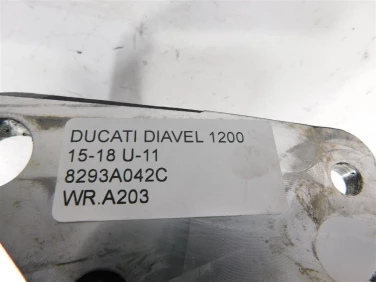 DUCATI DIAVEL 1200
15-18 U-11
8293A042C
WR.A203